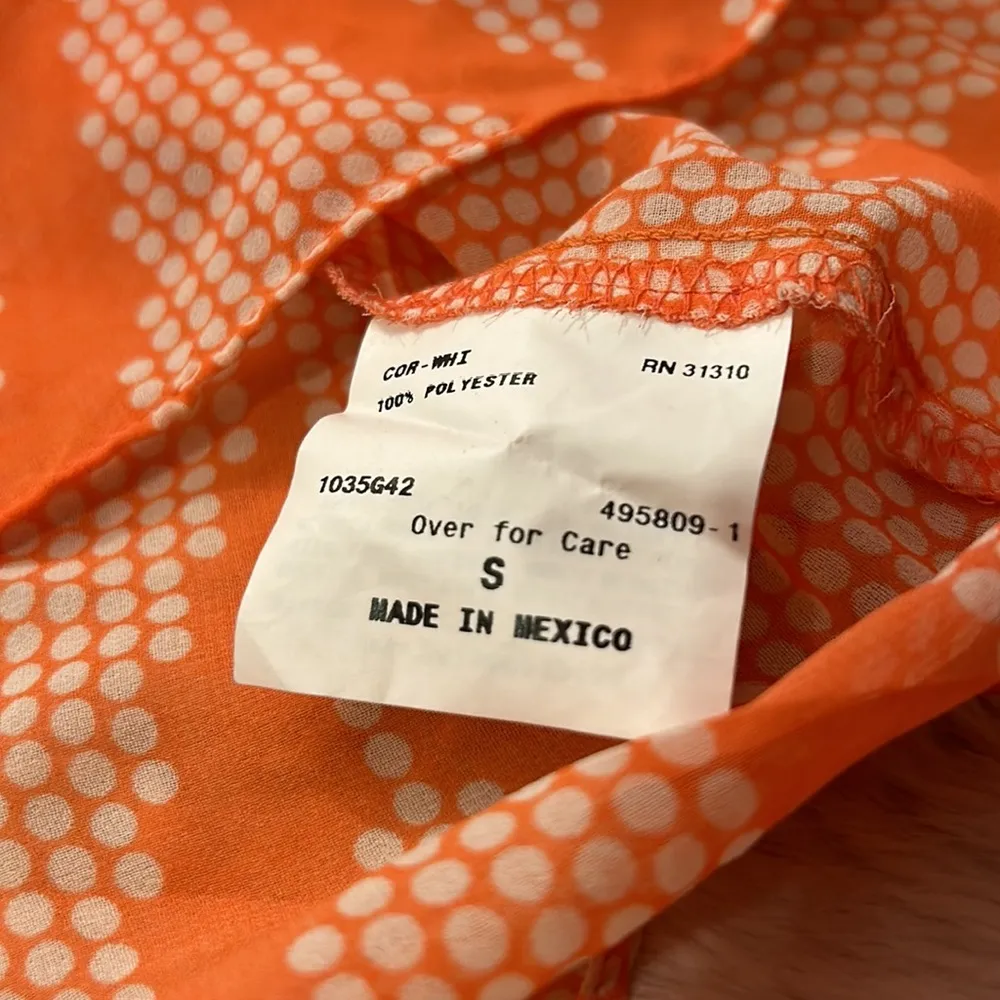 COR-WHI
RN 31310
100% POLYESTER
1035G42
495809-1
Over for Care
S
MADE IN MEXICO